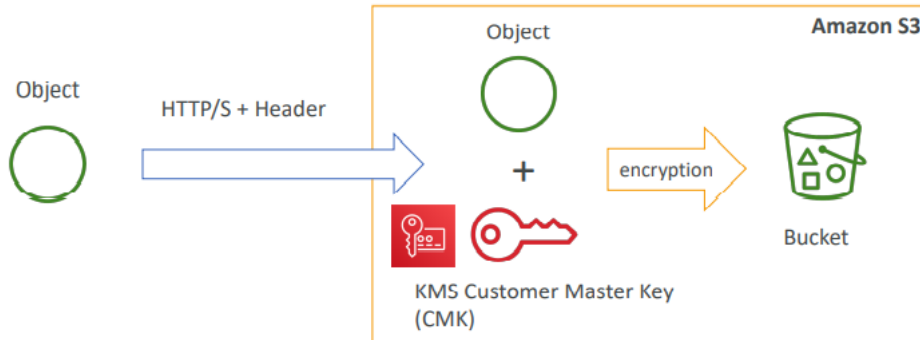 Amazon S3
Object
Object
HTTP/S + Header
+
encryption
Bucket
KMS Customer Master Key
(CMK)